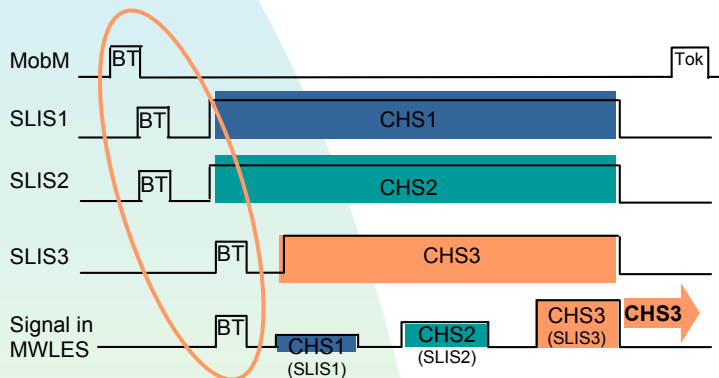 MobM BT Tok
SLIS1 BT CHS1
SLIS2 BT CHS2
SLIS3 BT CHS3
Signal in MWLES BT CHS1 (SLIS1) CHS2 (SLIS2) CHS3 (SLIS3) CHS3